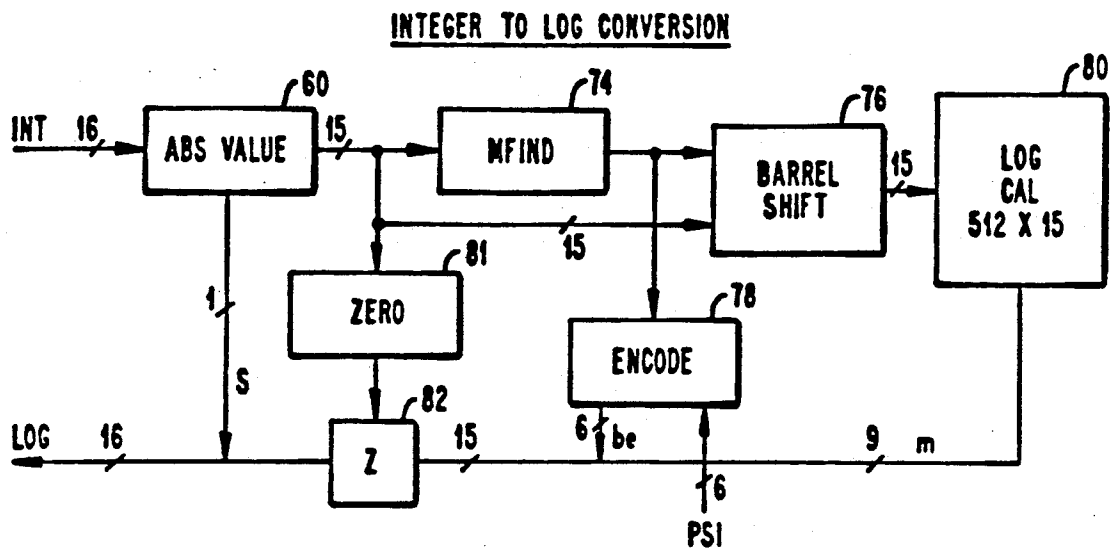 INTEGER TO LOG CONVERSION
60
74
76
80
INT
16
ABS VALUE
15
MFIND
BARREL
SHIFT
15
LOG
CAL
512 X 15
15
81
ZERO
78
ENCODE
1
S
82
Z
LOG
16
15
6
be
9
m
6
PSI